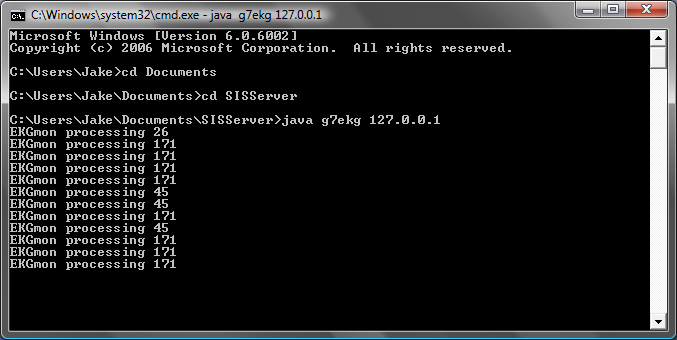 C:\Windows\system32\cmd.exe - java  g7ekg 127.0.0.1
Microsoft Windows [Version 6.0.6002]
Copyright (c) 2006 Microsoft Corporation.  All rights reserved.
C:\Users\Jake>cd Documents
C:\Users\Jake\Documents>cd SISServer
C:\Users\Jake\Documents\SISServer>java g7ekg 127.0.0.1
EKGmon processing 26
EKGmon processing 171
EKGmon processing 171
EKGmon processing 171
EKGmon processing 171
EKGmon processing 45
EKGmon processing 45
EKGmon processing 171
EKGmon processing 45
EKGmon processing 171
EKGmon processing 171
EKGmon processing 171